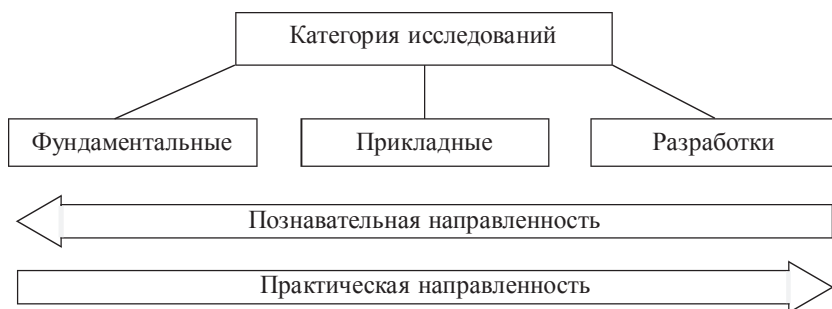 Категория исследований
Фундаментальные
Прикладные
Разработки
Познавательная направленность
Практическая направленность